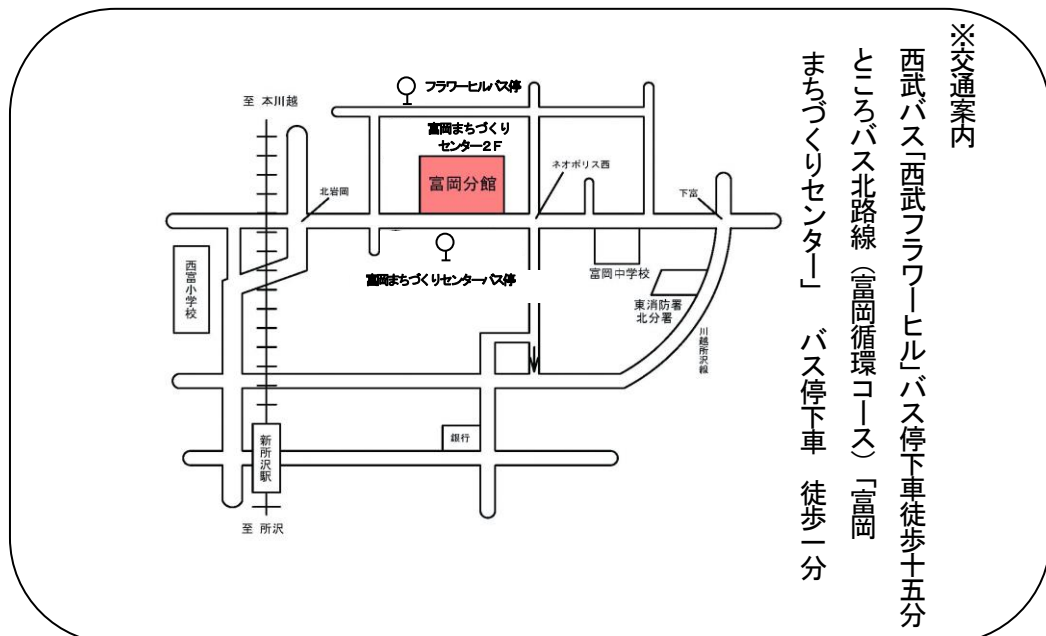 ※交通案内
西武バス「西武フラワーヒル」バス停下車徒歩十五分
ところバス北路線（富岡循環コース）「富岡
まちづくりセンター」　バス停下車　徒歩一分
フラワーヒルバス停
至 本川越
富岡まちづくり
センター２Ｆ
富岡分館
ネオポリス西
北岩岡
下富
西富小学校
富岡まちづくりセンターバス停
富岡中学校
東消防署
北分署
川越所沢線
新所沢駅
銀行
至 所沢